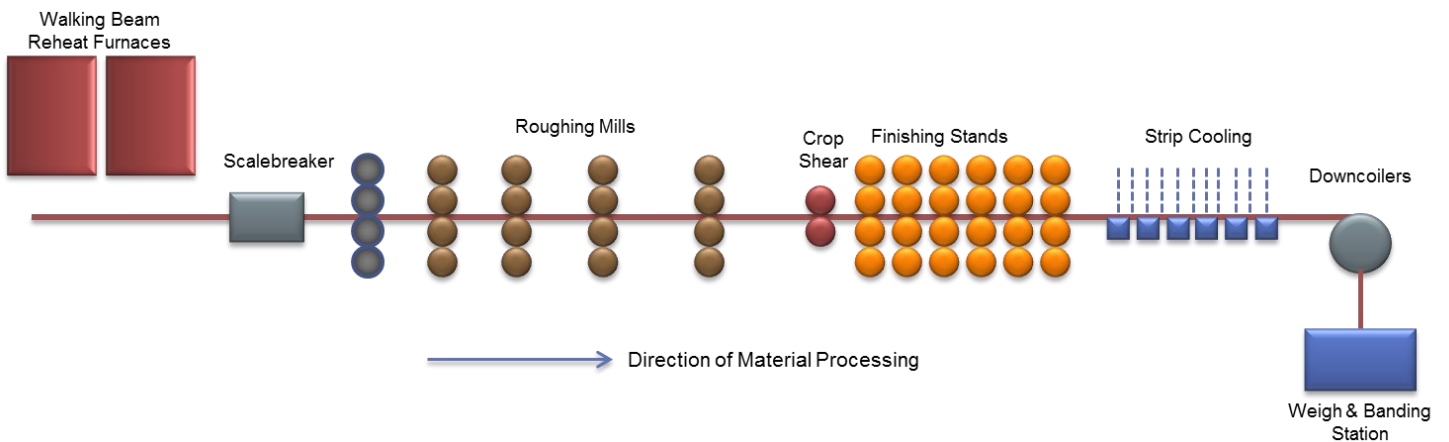 Walking Beam
Reheat Furnaces
Scalebreaker
Roughing Mills
Crop
Shear
Finishing Stands
Strip Cooling
Downcoilers
Direction of Material Processing
Weigh & Banding
Station